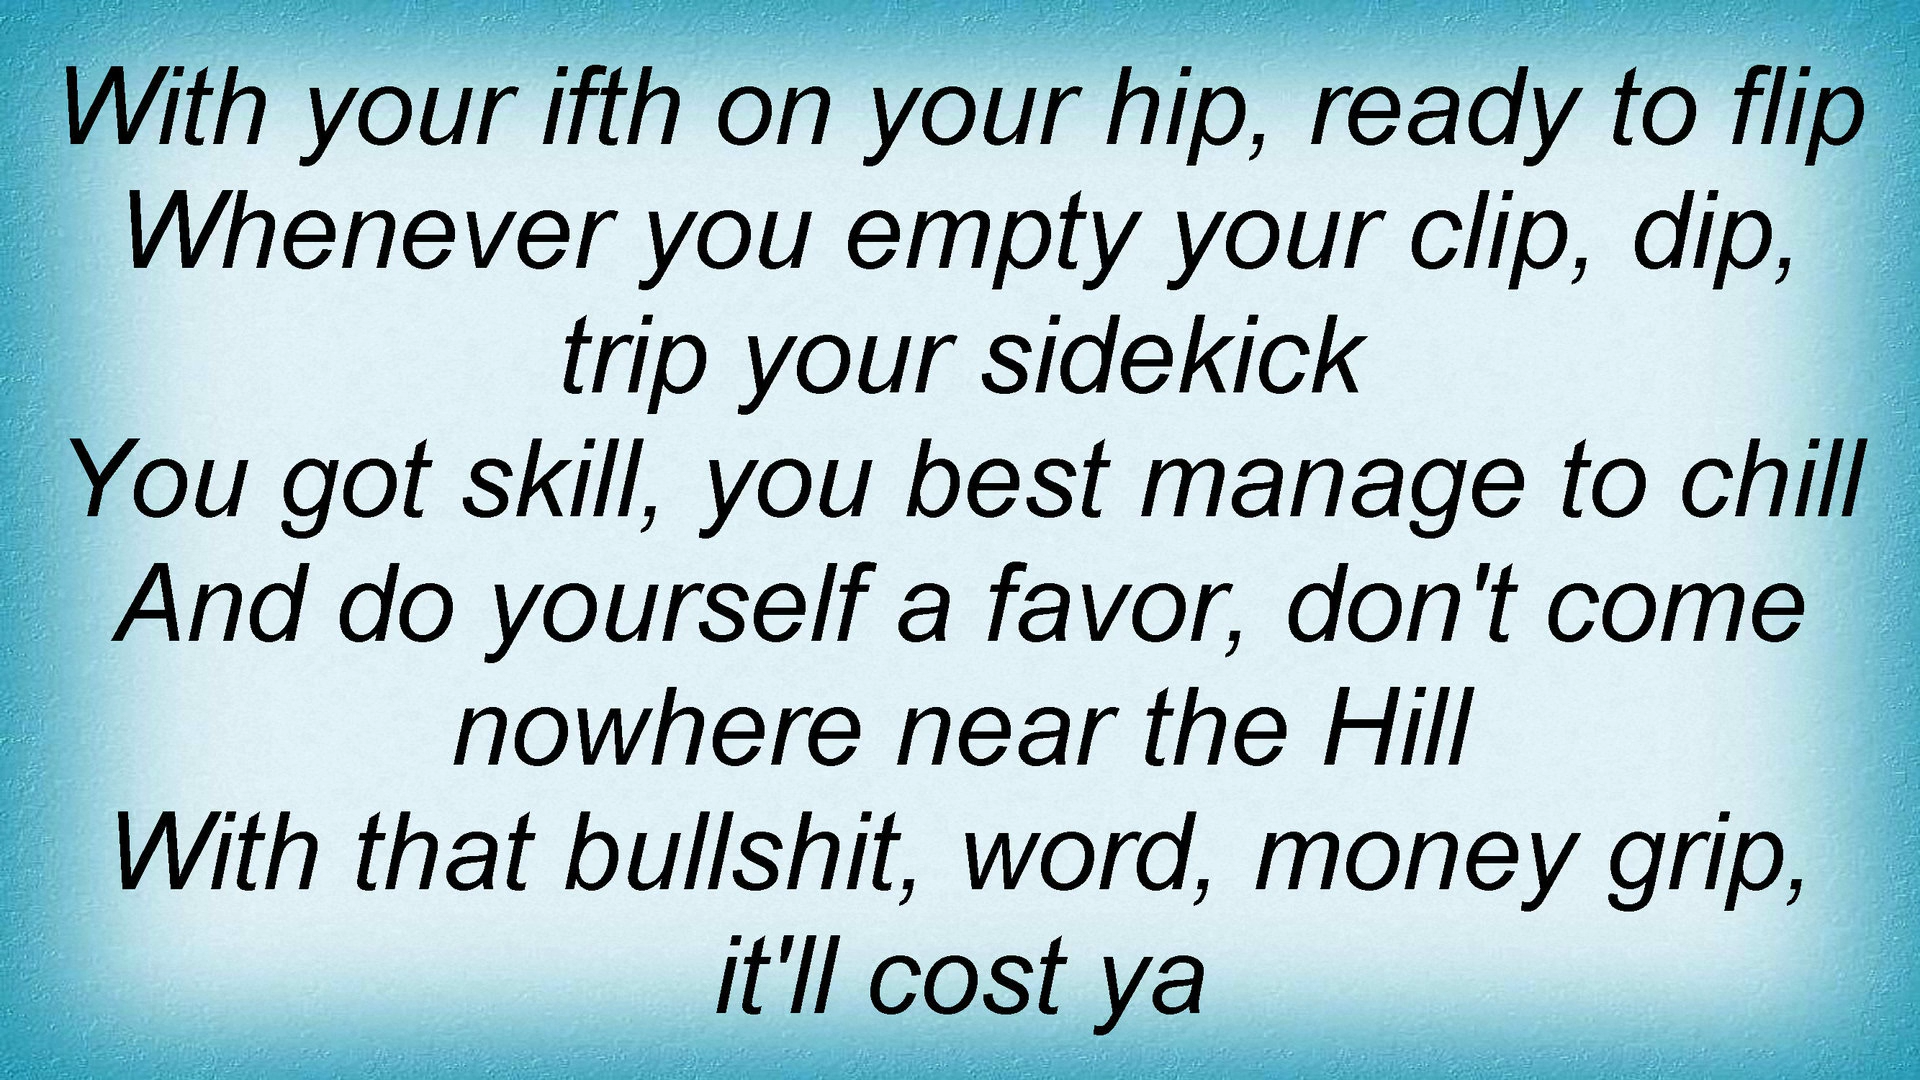 With your ifth on your hip, ready to flip
Whenever you empty your clip, dip,
trip your sidekick
You got skill, you best manage to chill
And do yourself a favor, don't come
nowhere near the Hill
With that bullshit, word, money grip,
it'll cost ya